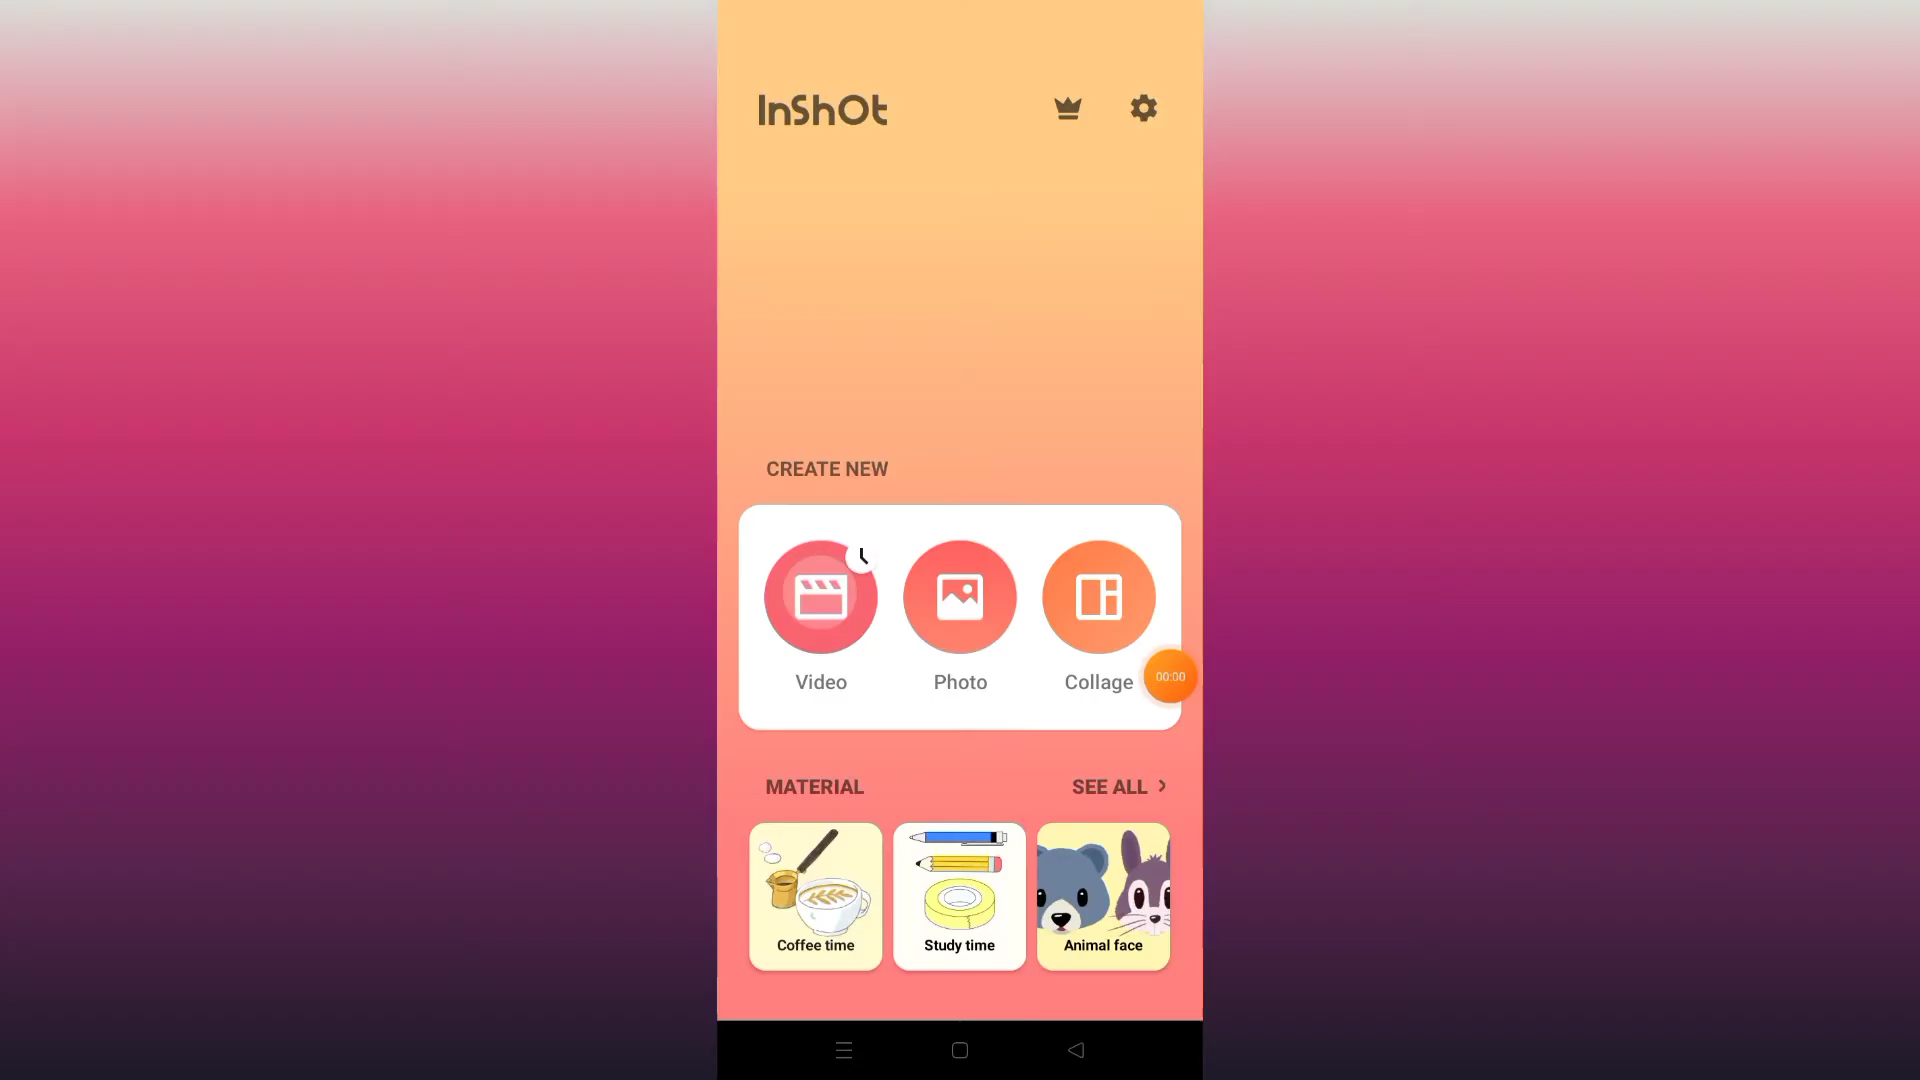 InShOt
CREATE NEW
Video
Photo
Collage
00:00
MATERIAL
SEE ALL
Coffee time
Study time
Animal face